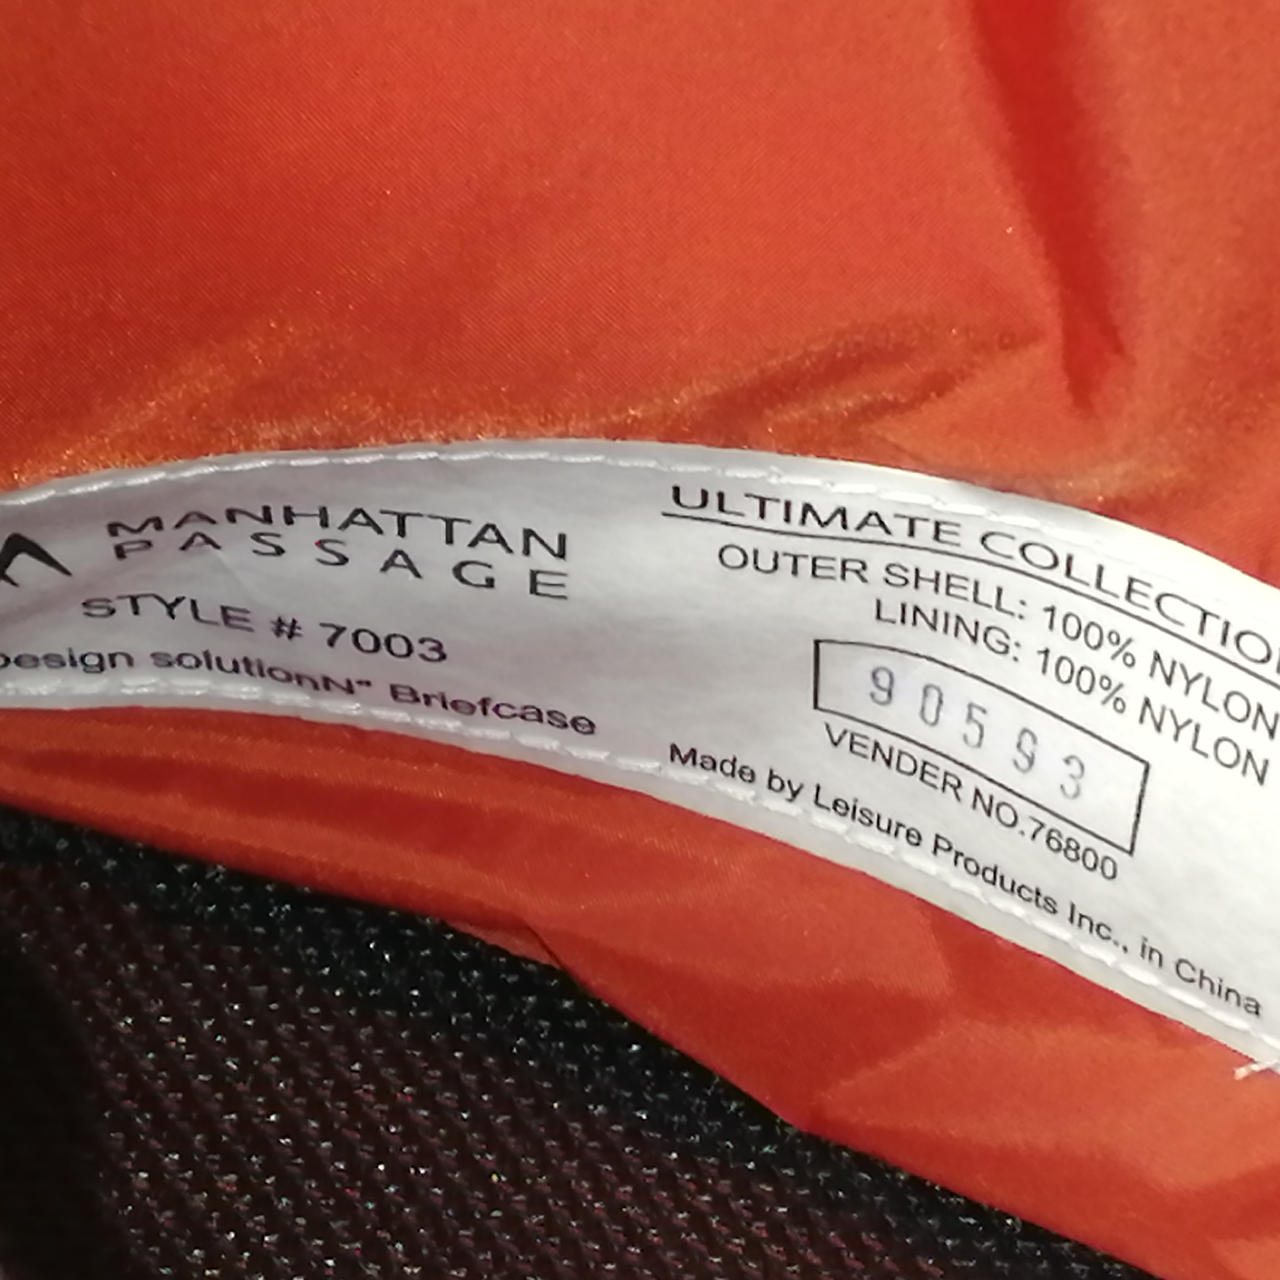 MANHATTAN
PASSAGE
STYLE # 7003
Design solutionN" Briefcase
ULTIMATE COLLECTION
OUTER SHELL: 100% NYLON
LINING: 100% NYLON
90593
VENDER NO.76800
Made by Leisure Products Inc., in China